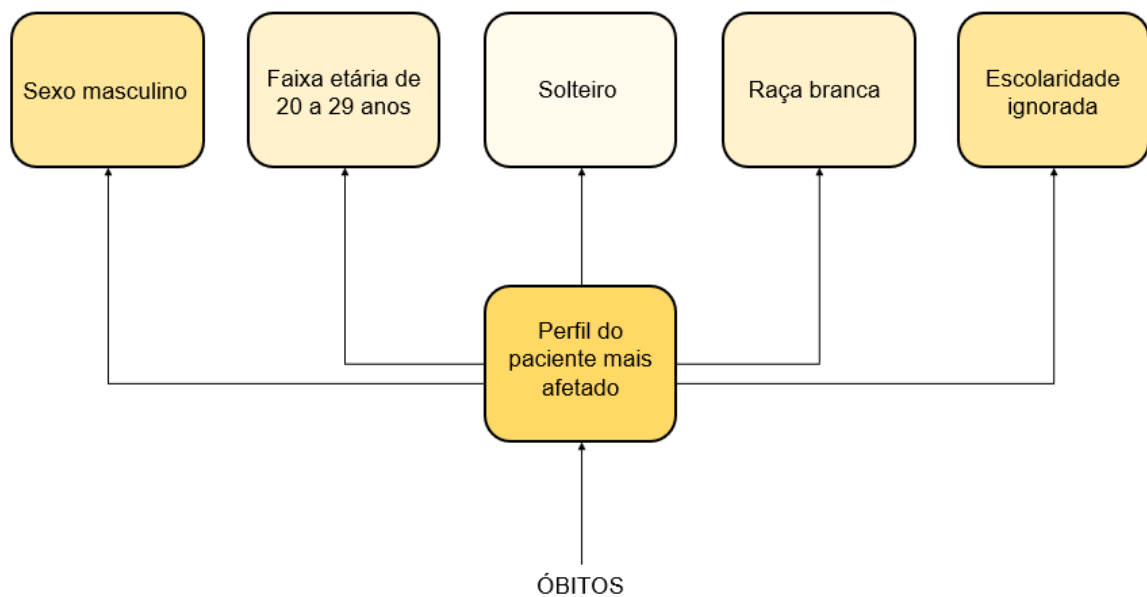 Sexo masculino
Faixa etária de
20 a 29 anos
Solteiro
Raça branca
Escolaridade
ignorada
Perfil do
paciente mais
afetado
ÓBITOS